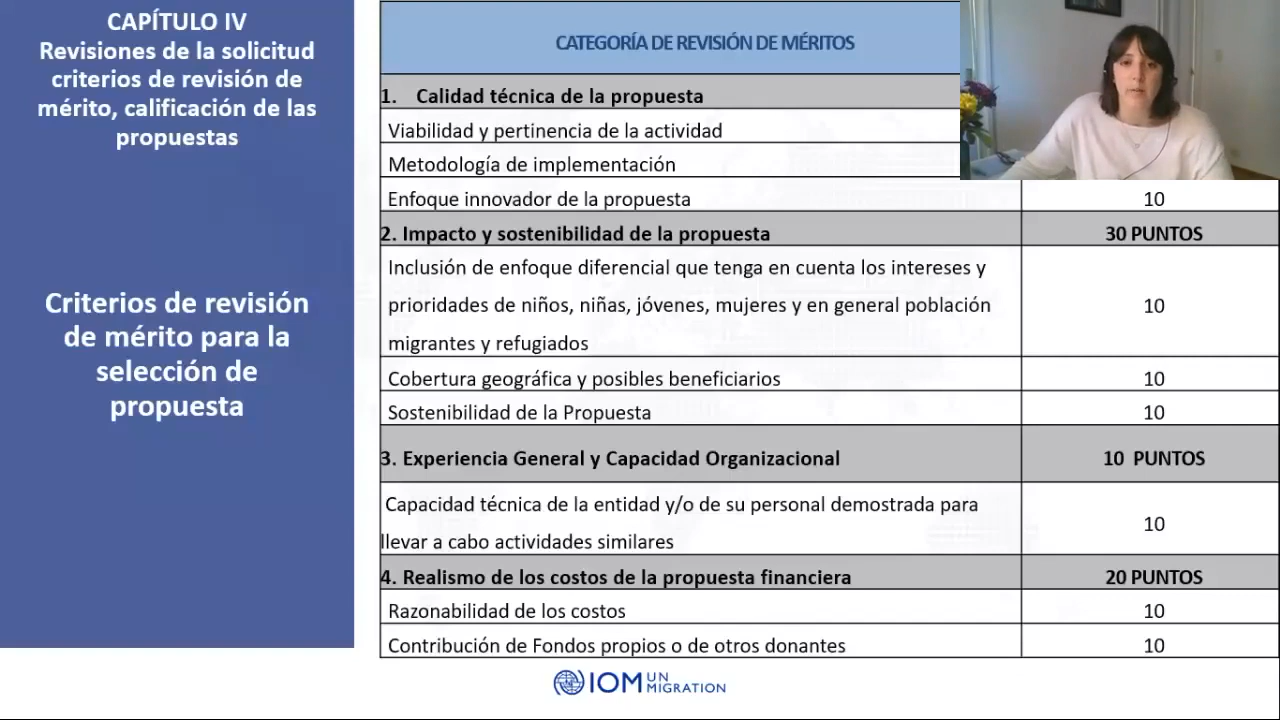 CAPÍTULO IV
Revisiones de la solicitud
criterios de revisión de
mérito, calificación de las
propuestas
Criterios de revisión
de mérito para la
selección de
propuesta
CATEGORÍA DE REVISIÓN DE MÉRITOS
1. Calidad técnica de la propuesta
Viabilidad y pertinencia de la actividad
Metodología de implementación
Enfoque innovador de la propuesta 10
2. Impacto y sostenibilidad de la propuesta 30 PUNTOS
Inclusión de enfoque diferencial que tenga en cuenta los intereses y
prioridades de niños, niñas, jóvenes, mujeres y en general población 10
migrantes y refugiados
Cobertura geográfica y posibles beneficiarios 10
Sostenibilidad de la Propuesta 10
3. Experiencia General y Capacidad Organizacional 10 PUNTOS
Capacidad técnica de la entidad y/o de su personal demostrada para
llevar a cabo actividades similares 10
4. Realismo de los costos de la propuesta financiera 20 PUNTOS
Razonabilidad de los costos 10
Contribución de Fondos propios o de otros donantes 10
IOM UN MIGRATION